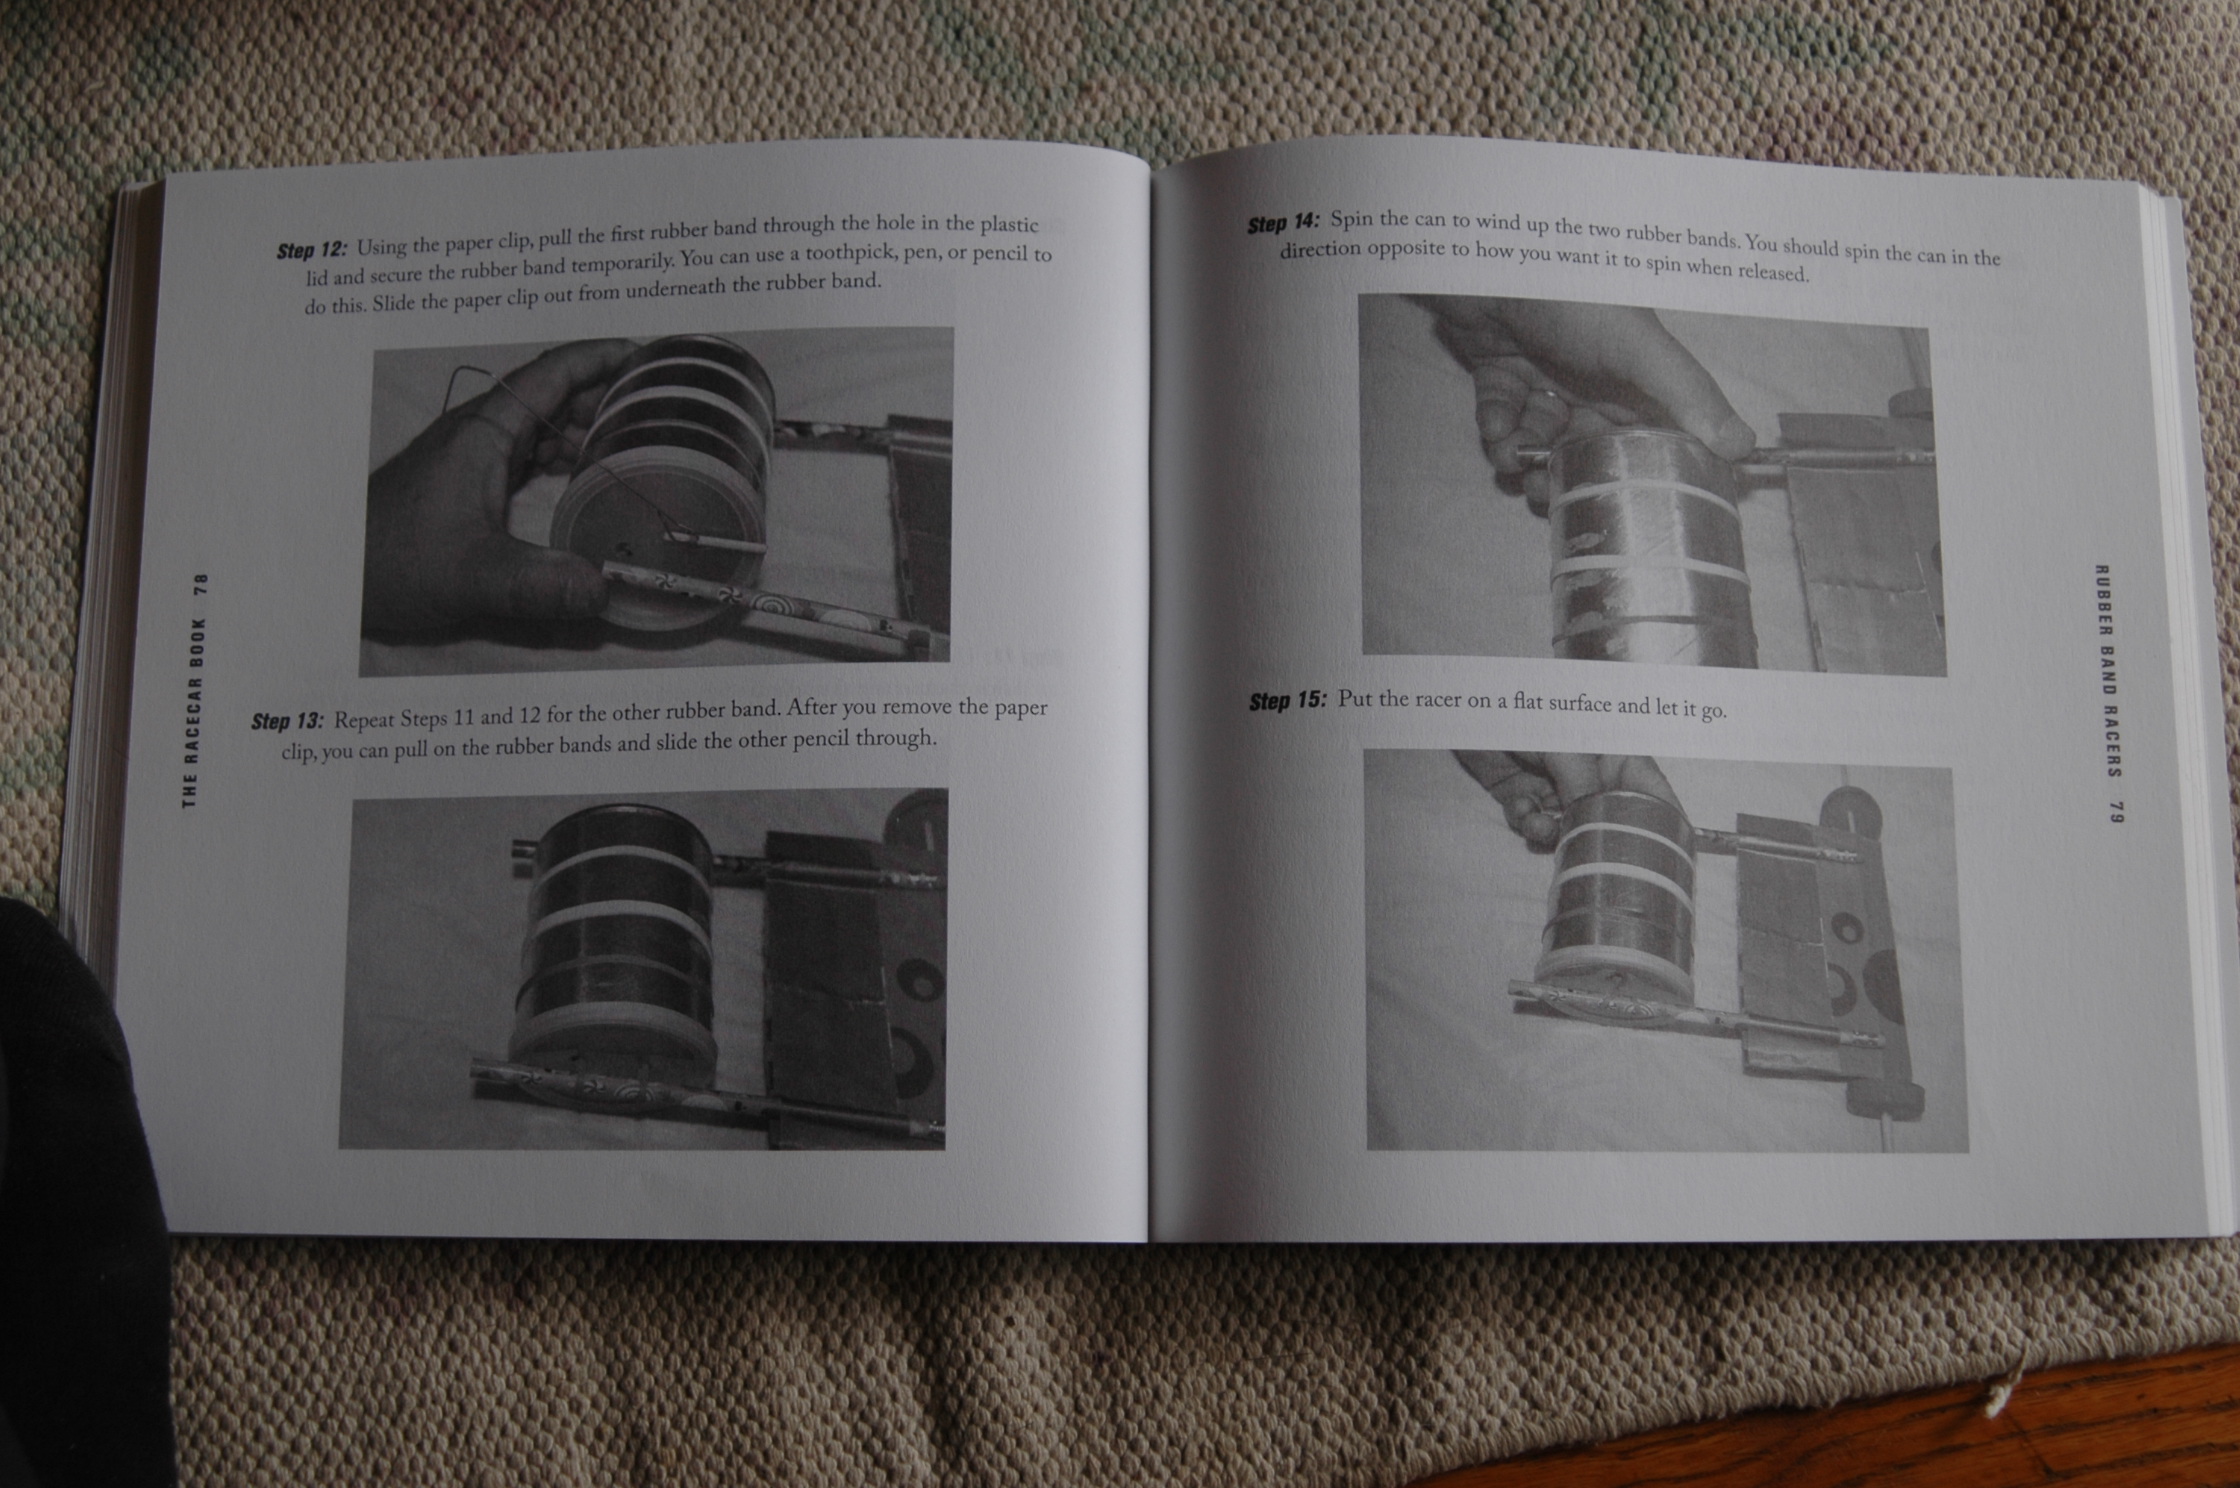 Step 12: Using the paper clip, pull the first rubber band through the hole in the plastic
lid and secure the rubber band temporarily. You can use a toothpick, pen, or pencil to
do this. Slide the paper clip out from underneath the rubber band.
Step 13: Repeat Steps 11 and 12 for the other rubber band. After you remove the paper
clip, you can pull on the rubber bands and slide the other pencil through.
THE RACECAR BOOK 78
Step 14: Spin the can to wind up the two rubber bands. You should spin the can in the
direction opposite to how you want it to spin when released.
Step 15: Put the racer on a flat surface and let it go.
RUBBER BAND RACERS 79